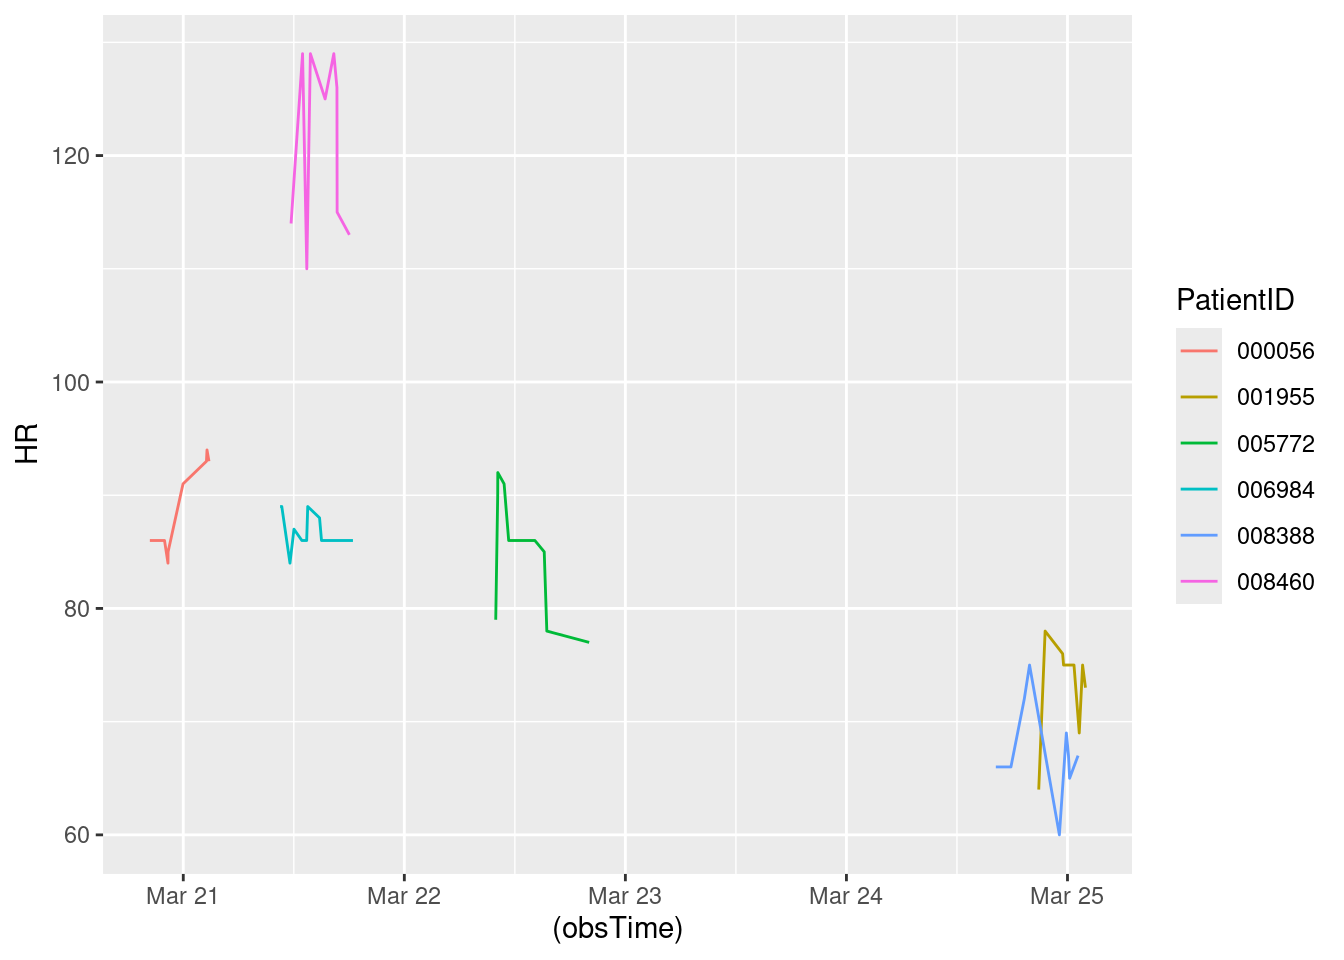 120
100
80
60
HR
Mar 21
Mar 22
Mar 23
Mar 24
Mar 25
(obsTime)
PatientID
000056
001955
005772
006984
008388
008460